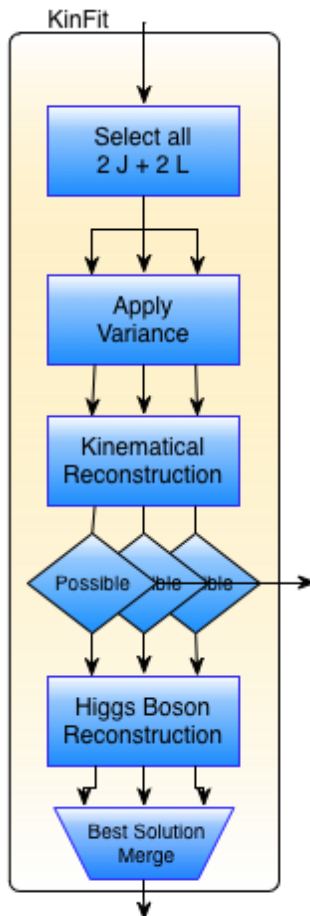 KinFit
Select all
2 J + 2 L
Apply
Variance
Kinematical
Reconstruction
Possible
Higgs Boson
Reconstruction
Best Solution
Merge